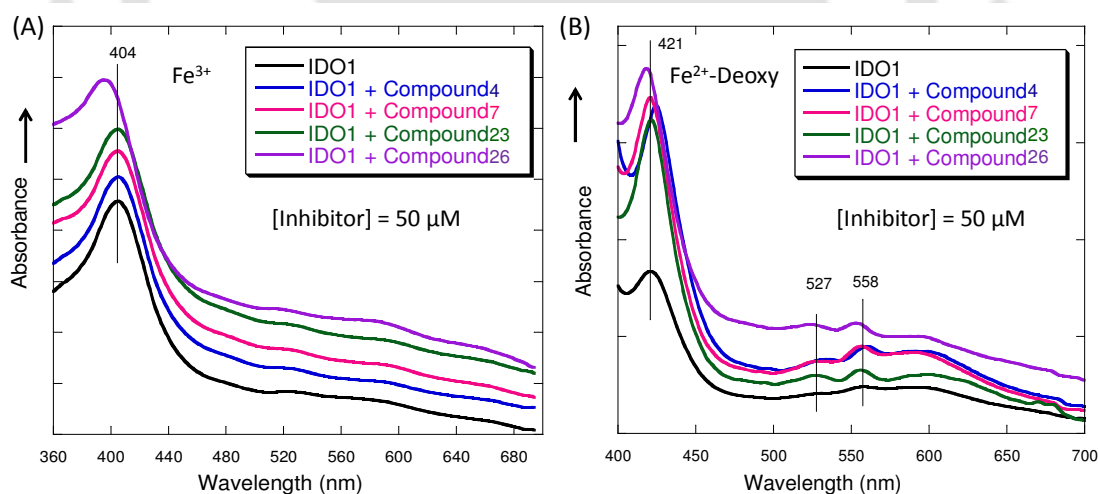 (A)
404
Fe³⁺
IDO1
IDO1 + Compound4
IDO1 + Compound7
IDO1 + Compound23
IDO1 + Compound26
[Inhibitor] = 50 μM
Absorbance
360 400 440 480 520 560 600 640 680
Wavelength (nm)
(B)
421
Fe²⁺-Deoxy
IDO1
IDO1 + Compound4
IDO1 + Compound7
IDO1 + Compound23
IDO1 + Compound26
[Inhibitor] = 50 μM
527 558
Absorbance
400 450 500 550 600 650 700
Wavelength (nm)